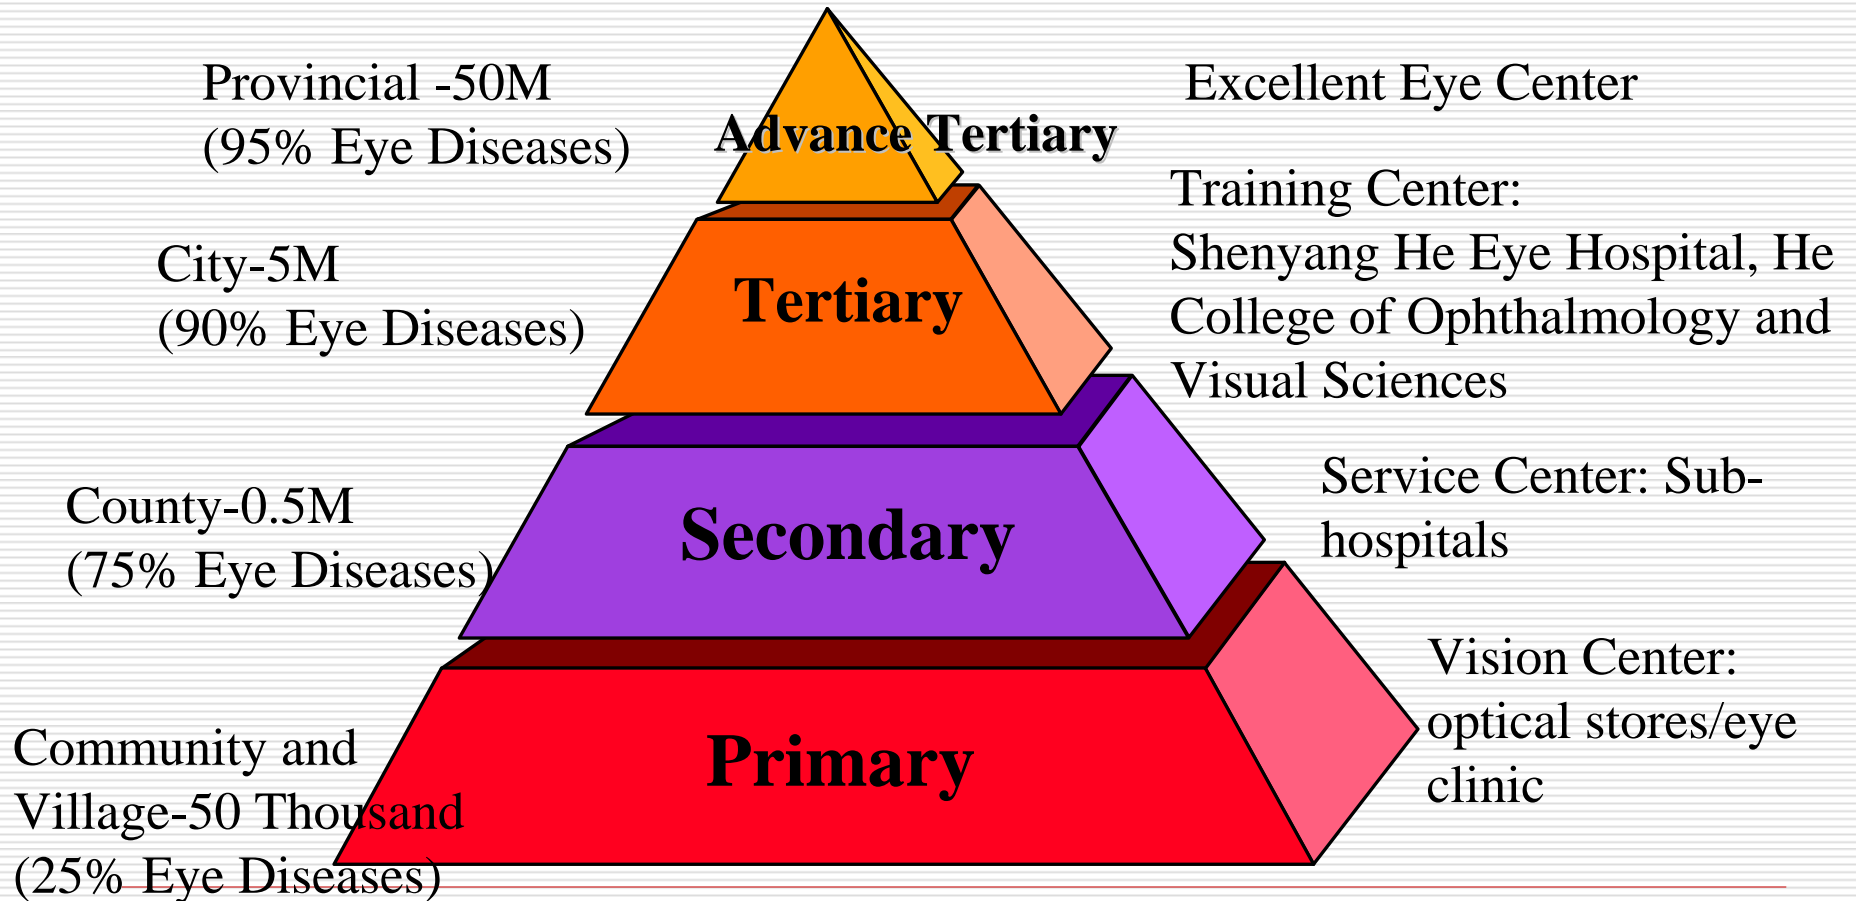 Provincial -50M
(95% Eye Diseases)
Excellent Eye Center
Advance Tertiary
City-5M
(90% Eye Diseases)
Tertiary
Training Center:
Shenyang He Eye Hospital, He
College of Ophthalmology and
Visual Sciences
County-0.5M
(75% Eye Diseases)
Secondary
Service Center: Sub-
hospitals
Community and
Village-50 Thousand
(25% Eye Diseases)
Primary
Vision Center:
optical stores/eye
clinic